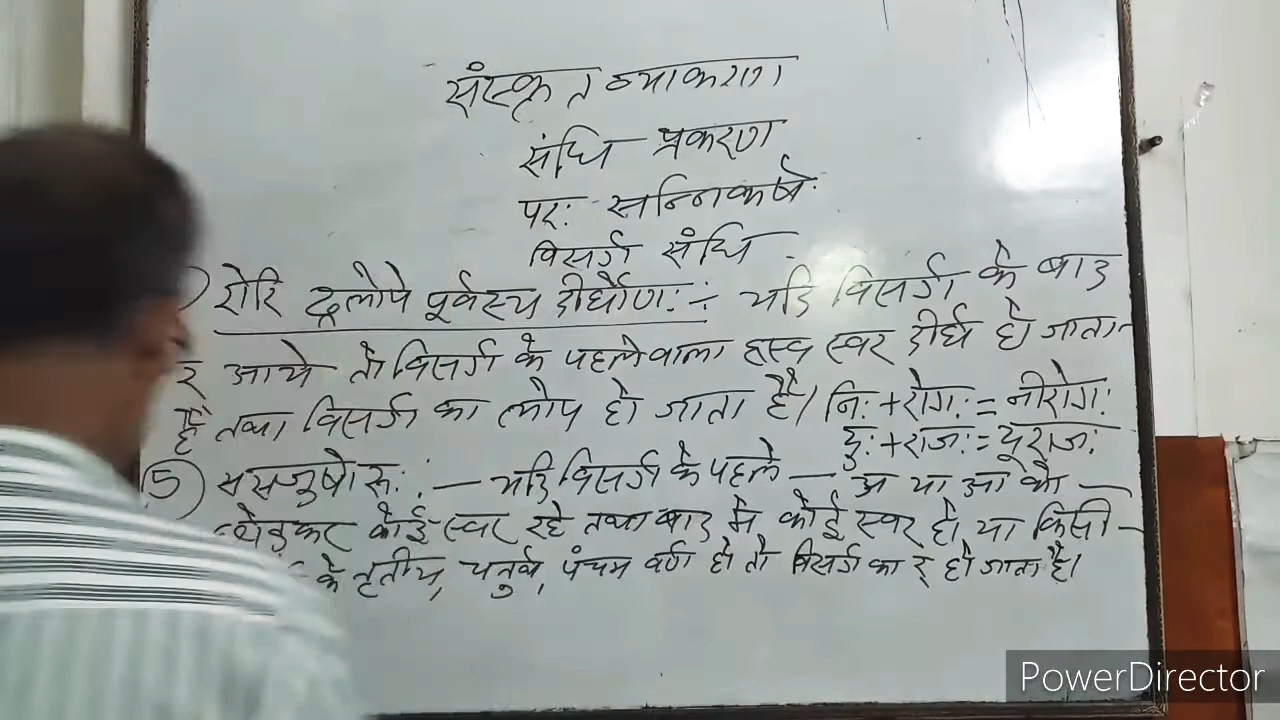 संस्कृत व्याकरण
संधि प्रकरण
परः सन्निकर्षः
विसर्ग संधि -
) रोरि द्रलोपे पूर्वस्य दीर्घोणः :- यदि विसर्ग के बाद
र आये तो विसर्ग के पहलेवाला ह्रस्व स्वर दीर्घ हो जाता-
है तथा विसर्ग का लोप हो जाता है। निः+रोगः=नीरोगः
दुः+राजः=दूराजः
5) ससजुषो रुः :- यदि विसर्ग के पहले - अ या आ को -
छोड़कर कोई स्वर रहे तथा बाद में कोई स्वर हो या किसी -
के तृतीय, चतुर्थ, पंचम वर्ण हो तो विसर्ग का र् हो जाता है।
PowerDirector